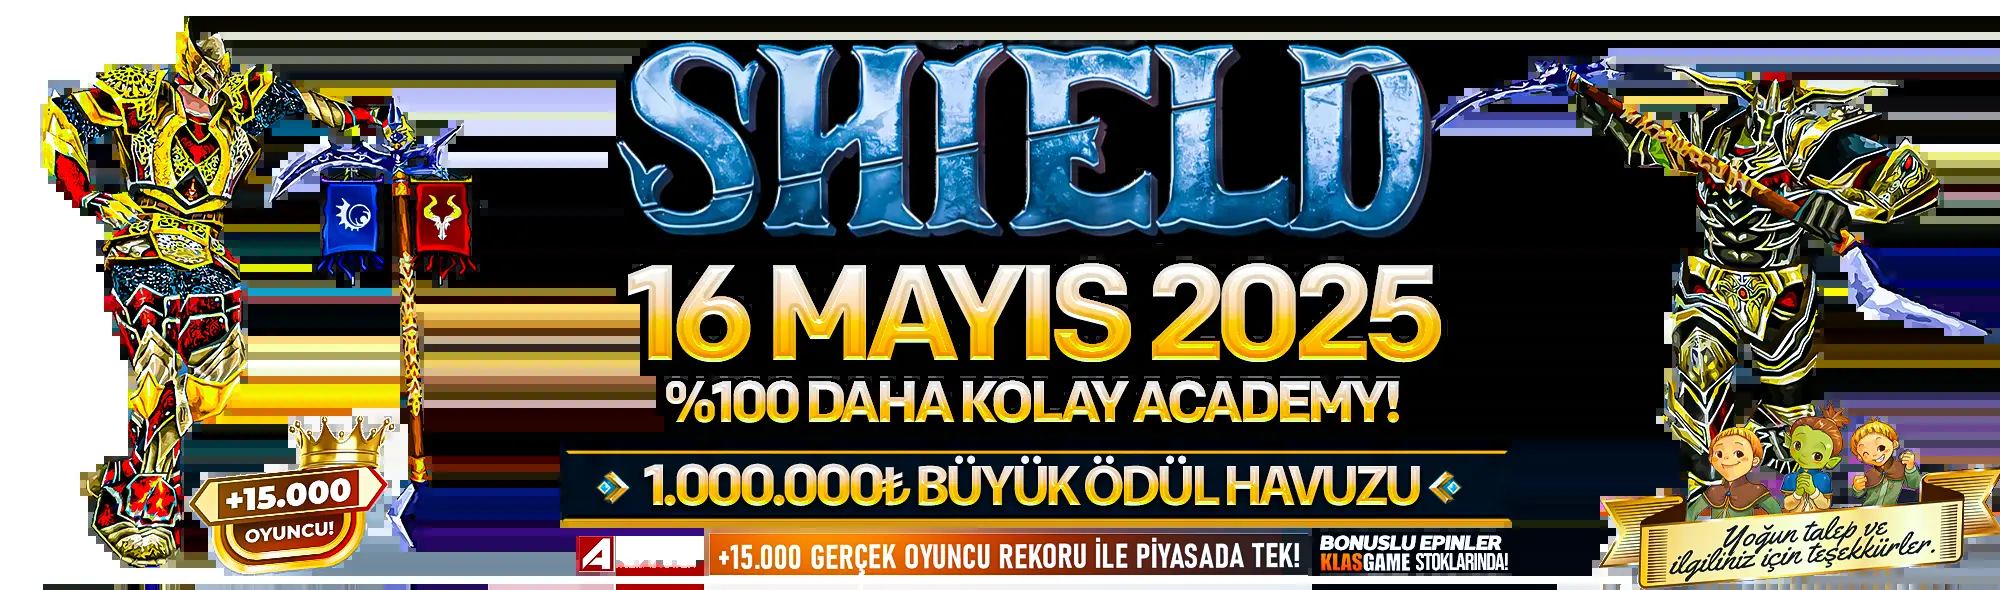 SHIELD
16 MAYIS 2025
%100 DAHA KOLAY ACADEMY!
1.000.000₺ BÜYÜK ÖDÜL HAVUZU
+15.000
OYUNCU!
+15.000 GERÇEK OYUNCU REKORU İLE PİYASADA TEK!
BONUSLU EPINLER
KLASGAME STOKLARINDA!
Yoğun talep ve
ilgiliniz için teşekkürler.